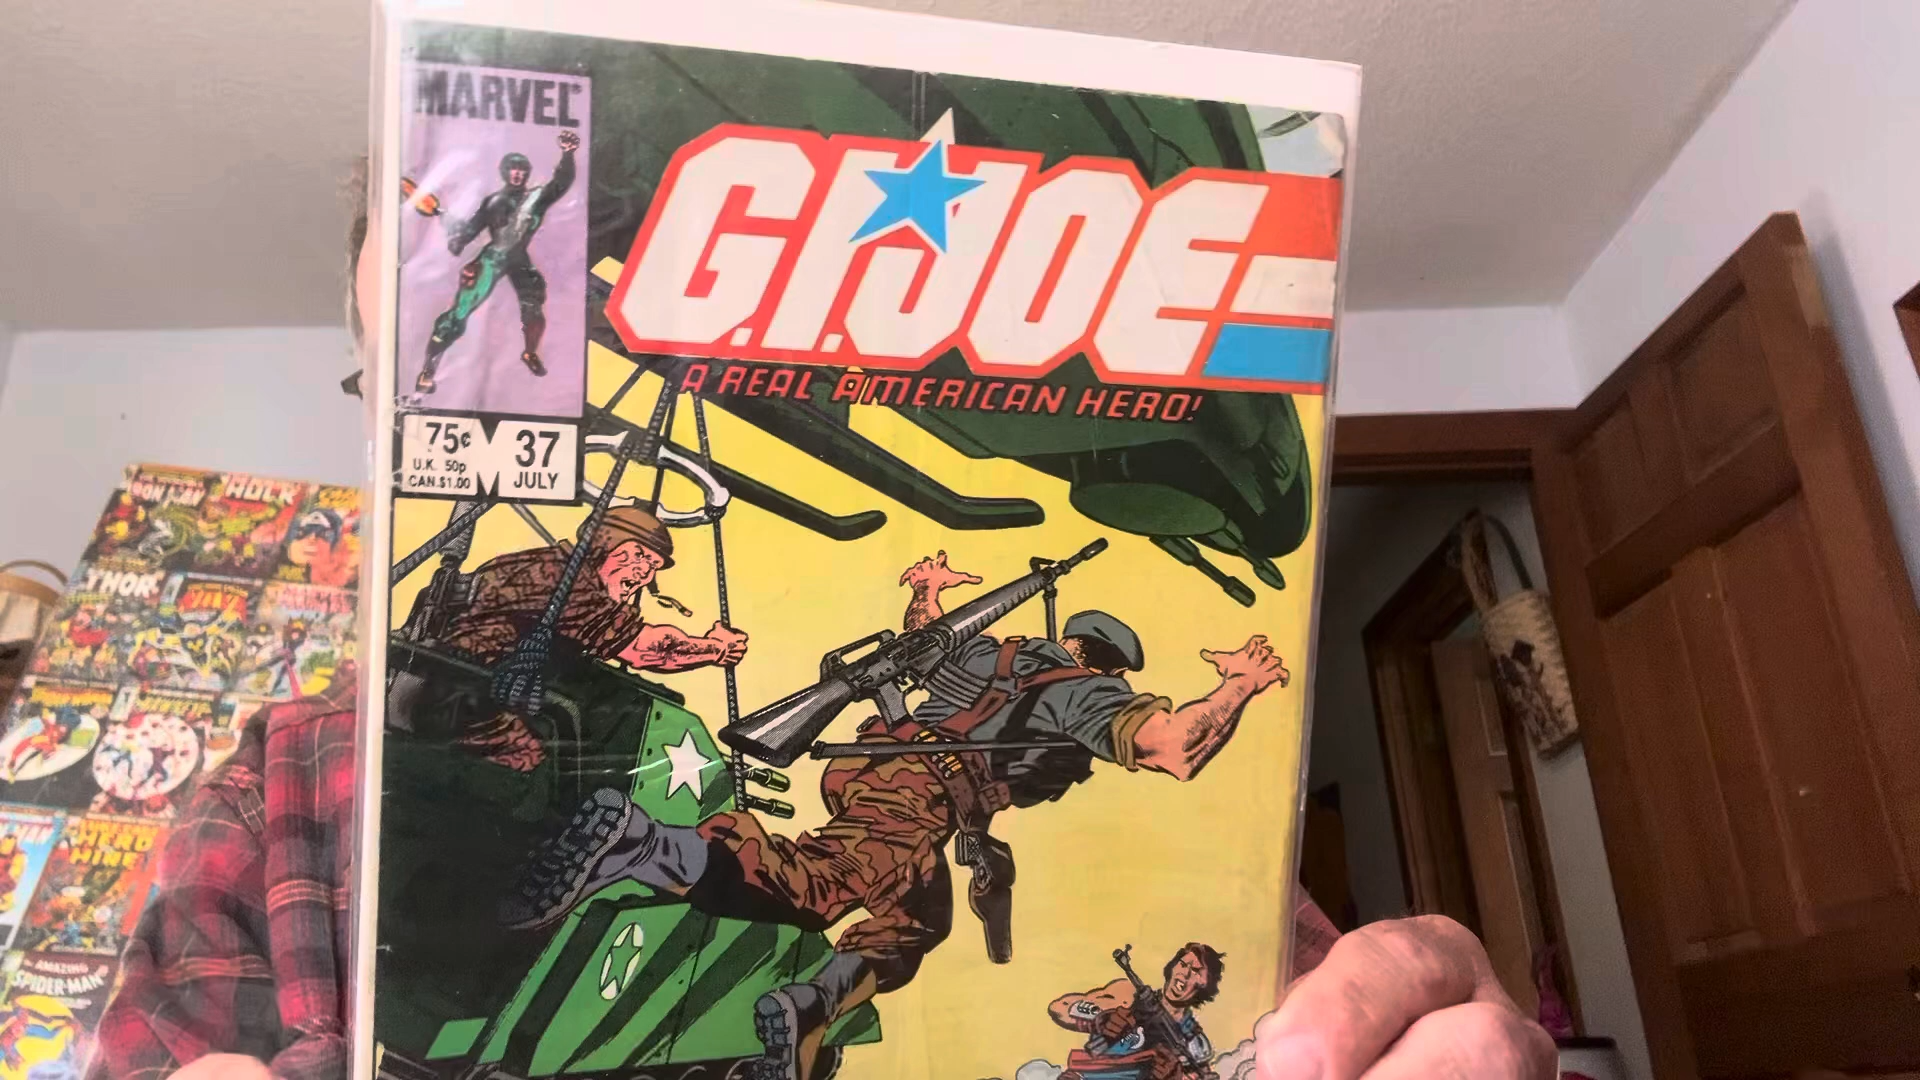 MARVEL®
G.I.JOE
A REAL AMERICAN HERO!
75¢
U.K. 50p
CAN.$1.00
37
JULY
IRON MAN
HULK
THOR
AMAZING
SPIDER-MAN